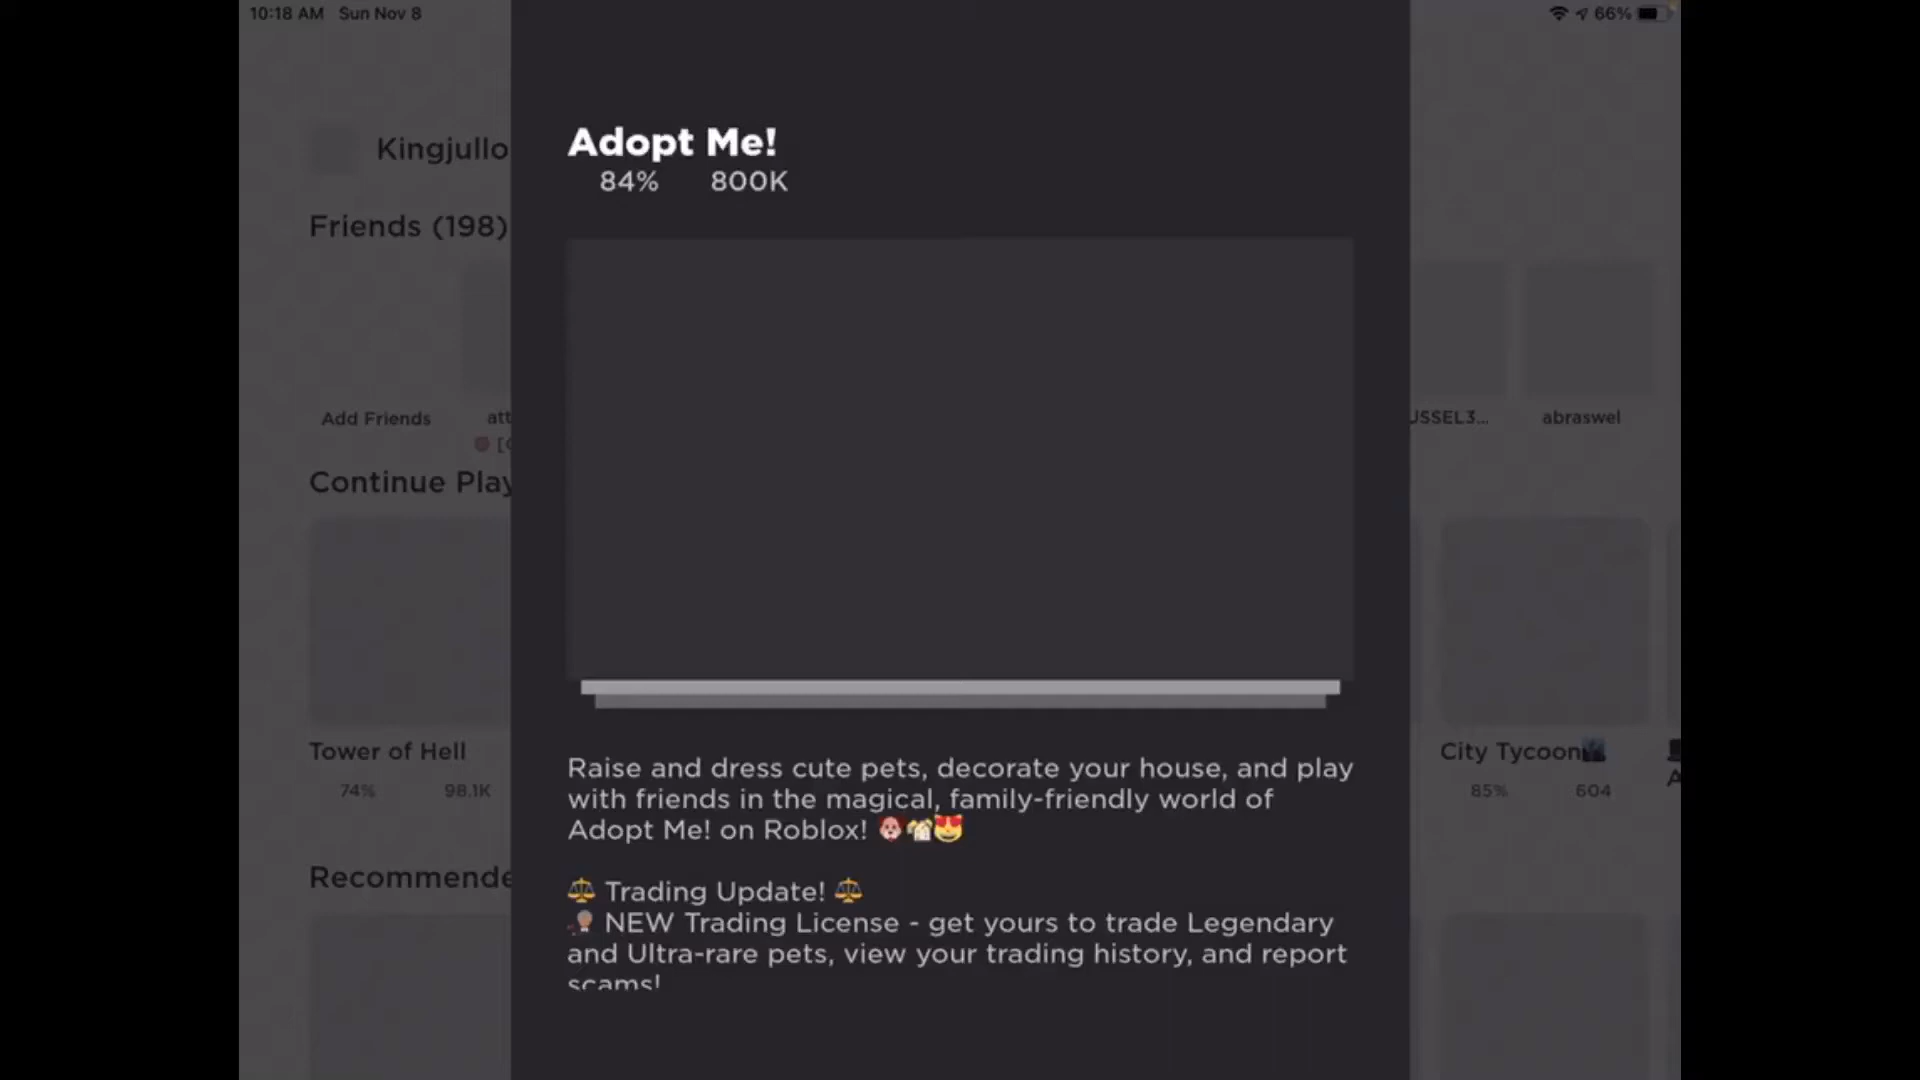 10:18 AM Sun Nov 8
66%
Kingjullo
Friends (198)
Add Friends
att
USSEL3...
abraswel
Continue Play
Tower of Hell
74% 98.1K
City Tycoon
85% 604
Recommende
Adopt Me!
84% 800K
Raise and dress cute pets, decorate your house, and play
with friends in the magical, family-friendly world of
Adopt Me! on Roblox! 🐶🏠😻
⚖️ Trading Update! ⚖️
NEW Trading License - get yours to trade Legendary
and Ultra-rare pets, view your trading history, and report
scams!